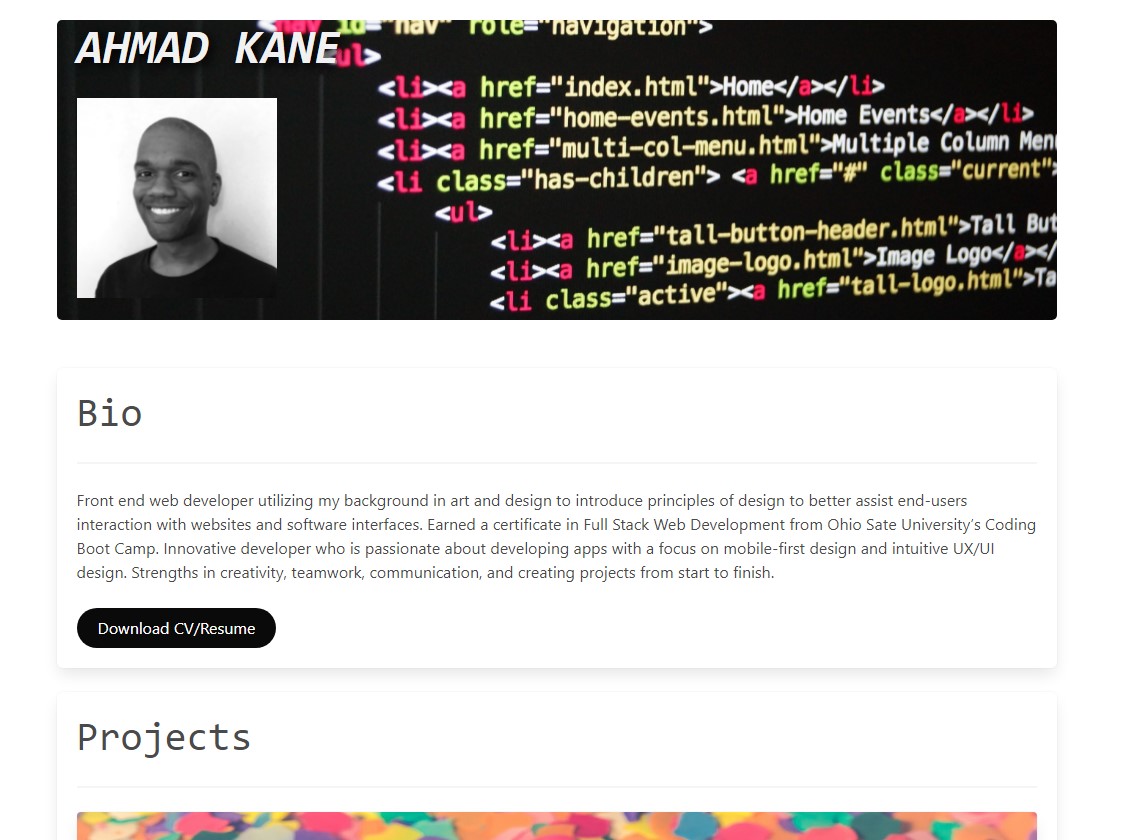 <nav id="nav" role="navigation">
AHMAD KANE
ul>
<li><a href="index.html">Home</a></li>
<li><a href="home-events.html">Home Events</a></li>
<li><a href="multi-col-menu.html">Multiple Column Men
<li class="has-children"> <a href="#" class="current">
<ul>
<li><a href="tall-button-header.html">Tall But
<li><a href="image-logo.html">Image Logo</a></
<li class="active"><a href="tall-logo.html">Ta
Bio
Front end web developer utilizing my background in art and design to introduce principles of design to better assist end-users
interaction with websites and software interfaces. Earned a certificate in Full Stack Web Development from Ohio Sate University’s Coding
Boot Camp. Innovative developer who is passionate about developing apps with a focus on mobile-first design and intuitive UX/UI
design. Strengths in creativity, teamwork, communication, and creating projects from start to finish.
Download CV/Resume
Projects